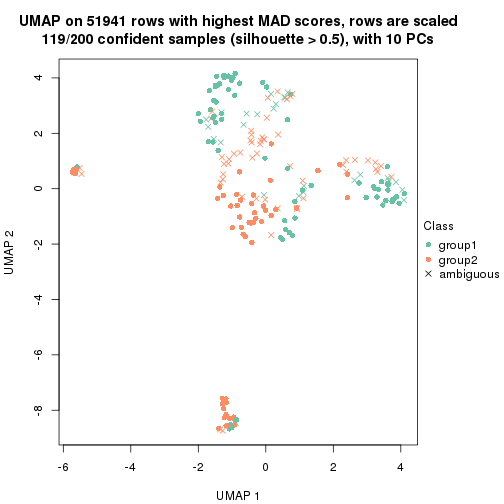 UMAP on 51941 rows with highest MAD scores, rows are scaled
119/200 confident samples (silhouette > 0.5), with 10 PCs
4
2
0
-2
-4
-6
-8
UMAP 2
-6
-4
-2
0
2
4
UMAP 1
Class
group1
group2
ambiguous